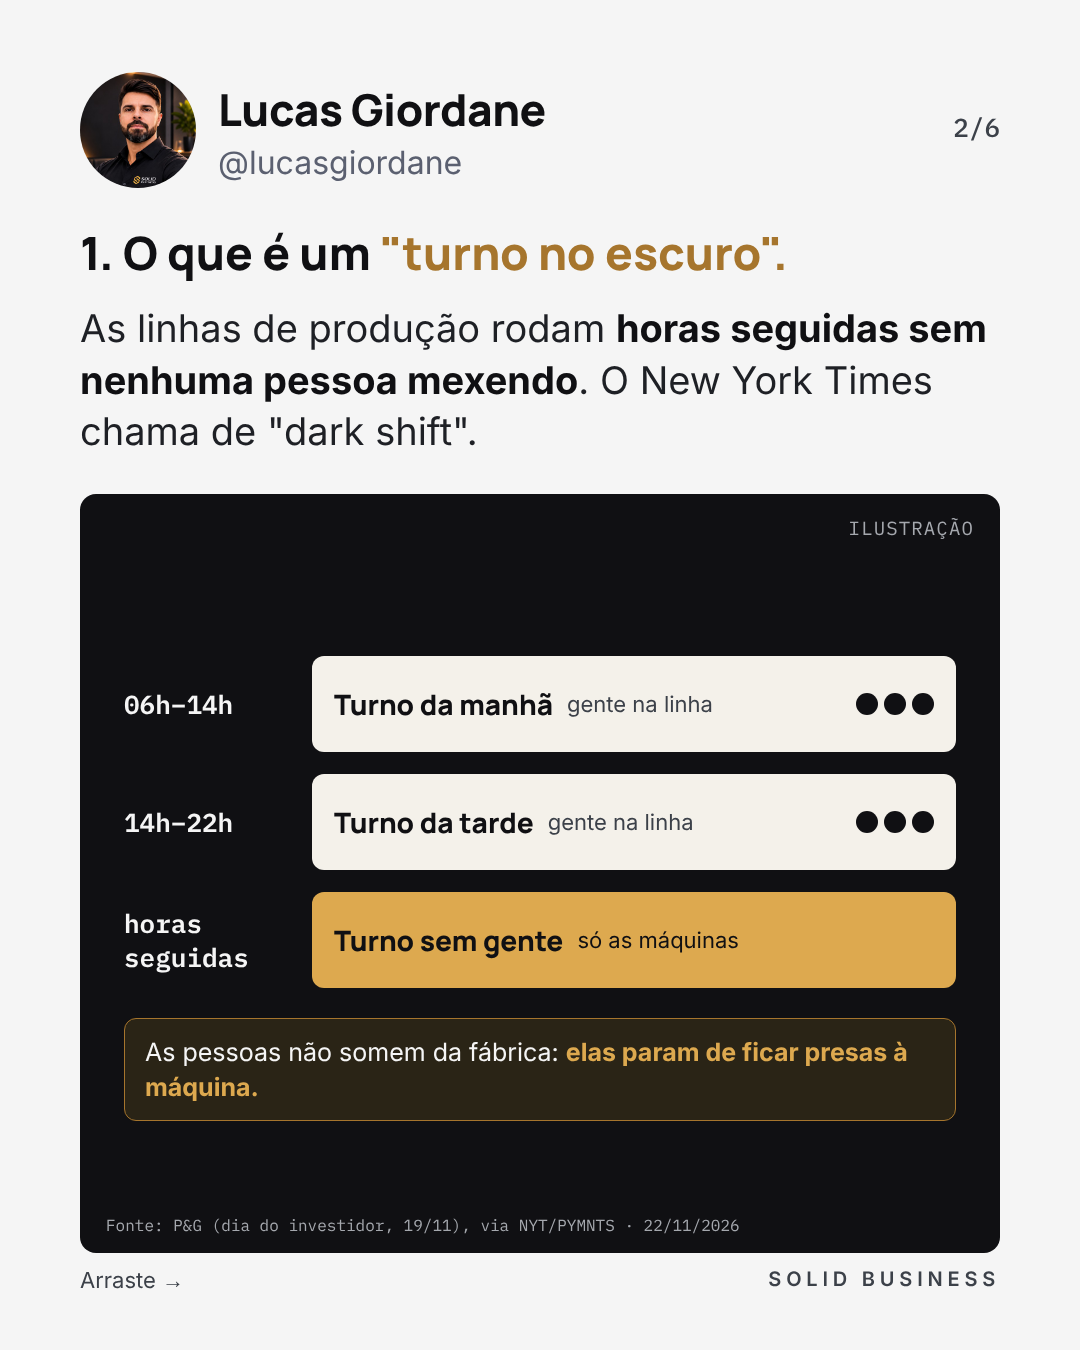 Lucas Giordane
@lucasgiordane
2/6
1. O que é um "turno no escuro".
As linhas de produção rodam horas seguidas sem
nenhuma pessoa mexendo. O New York Times
chama de "dark shift".
ILUSTRAÇÃO
06h–14h
Turno da manhã gente na linha
14h–22h
Turno da tarde gente na linha
horas
seguidas
Turno sem gente só as máquinas
As pessoas não somem da fábrica: elas param de ficar presas à
máquina.
Fonte: P&G (dia do investidor, 19/11), via NYT/PYMNTS · 22/11/2026
Arraste →
SOLID BUSINESS